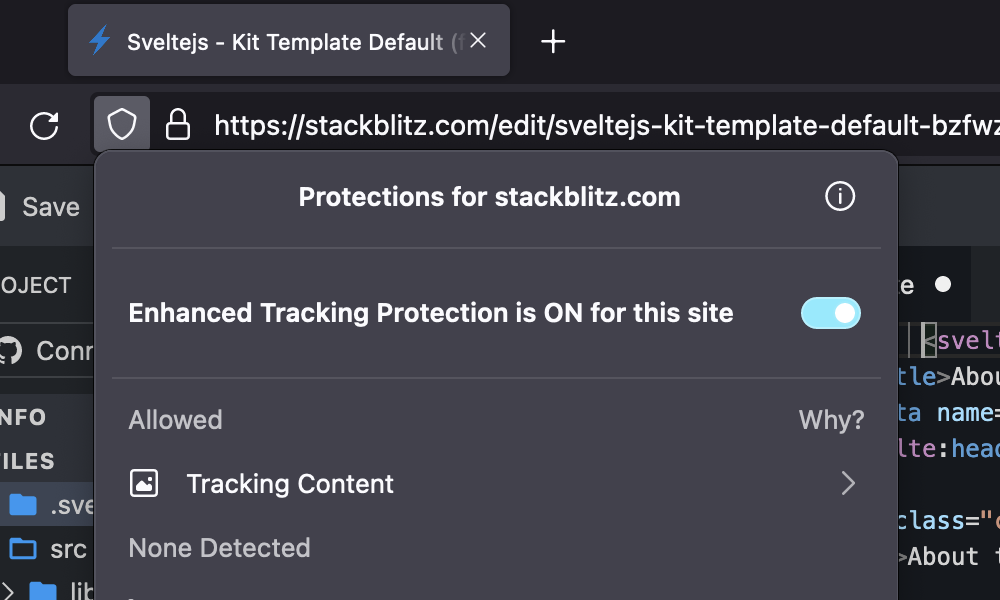 Sveltejs - Kit Template Default (f
https://stackblitz.com/edit/sveltejs-kit-template-default-bzfwz
Save
Protections for stackblitz.com
OJECT
Enhanced Tracking Protection is ON for this site
e
Conn
<svelt
tle>Abou
NFO
Allowed
Why?
ta name=
ILES
lte:head
Tracking Content
.sve
class="c
src
None Detected
>About t
lib